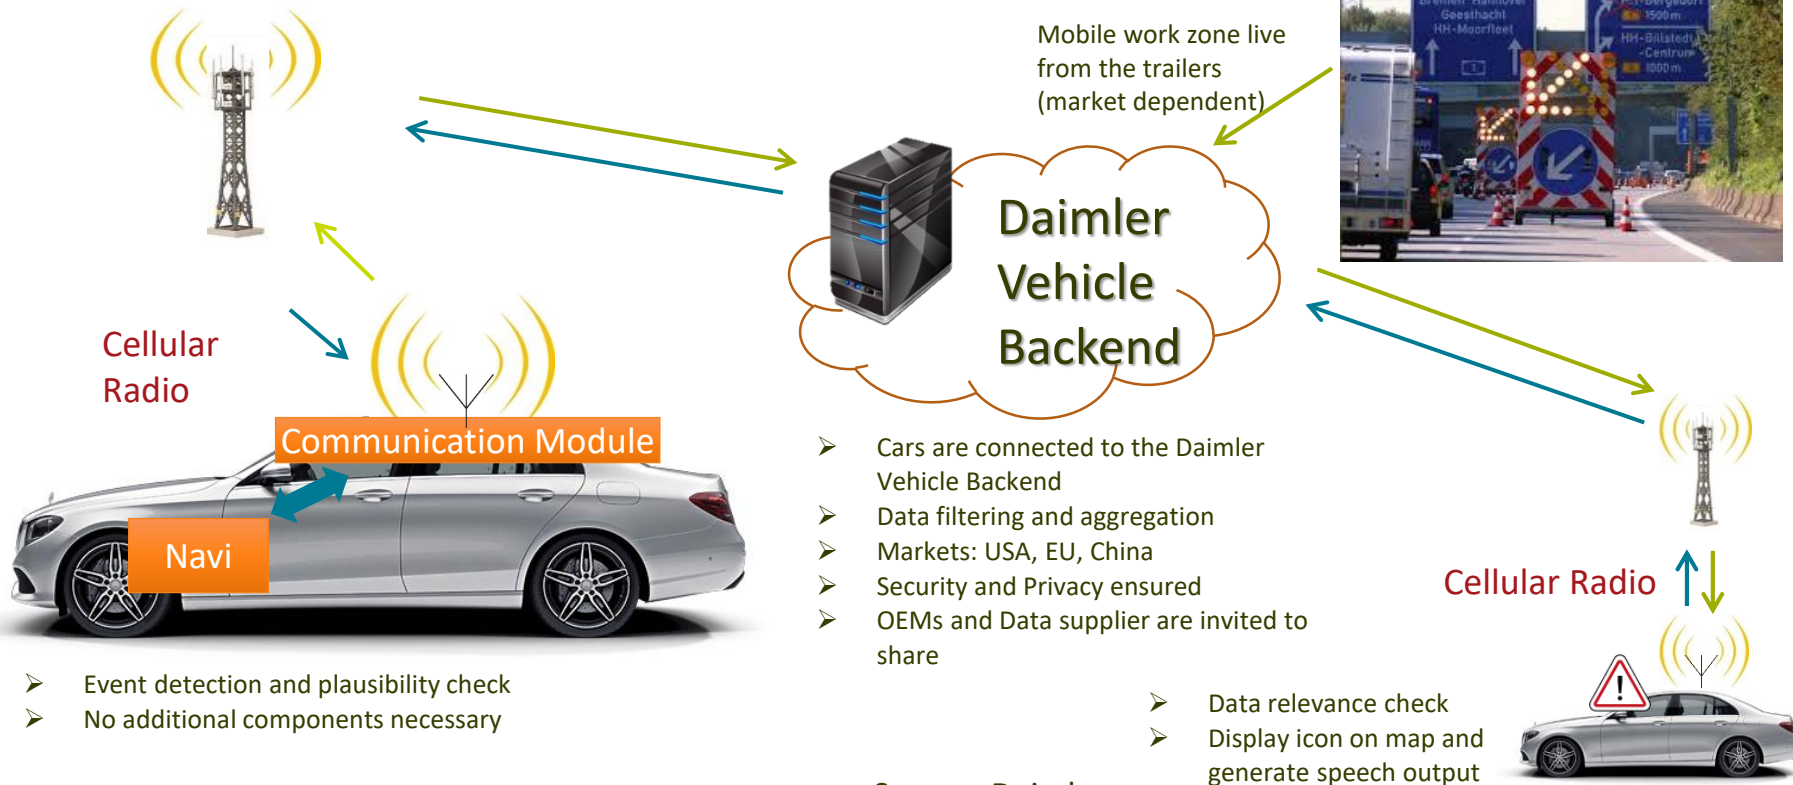 Mobile work zone live
from the trailers
(market dependent)
Geesthacht
HH-Moorfleet
1500 m
HH-Billstedt
-Centrum
1000 m
1
Daimler
Vehicle
Backend
Cellular
Radio
Communication Module
Navi
➢ Cars are connected to the Daimler
Vehicle Backend
➢ Data filtering and aggregation
➢ Markets: USA, EU, China
➢ Security and Privacy ensured
➢ OEMs and Data supplier are invited to
share
Cellular Radio
!
➢ Event detection and plausibility check
➢ No additional components necessary
➢ Data relevance check
➢ Display icon on map and
generate speech output